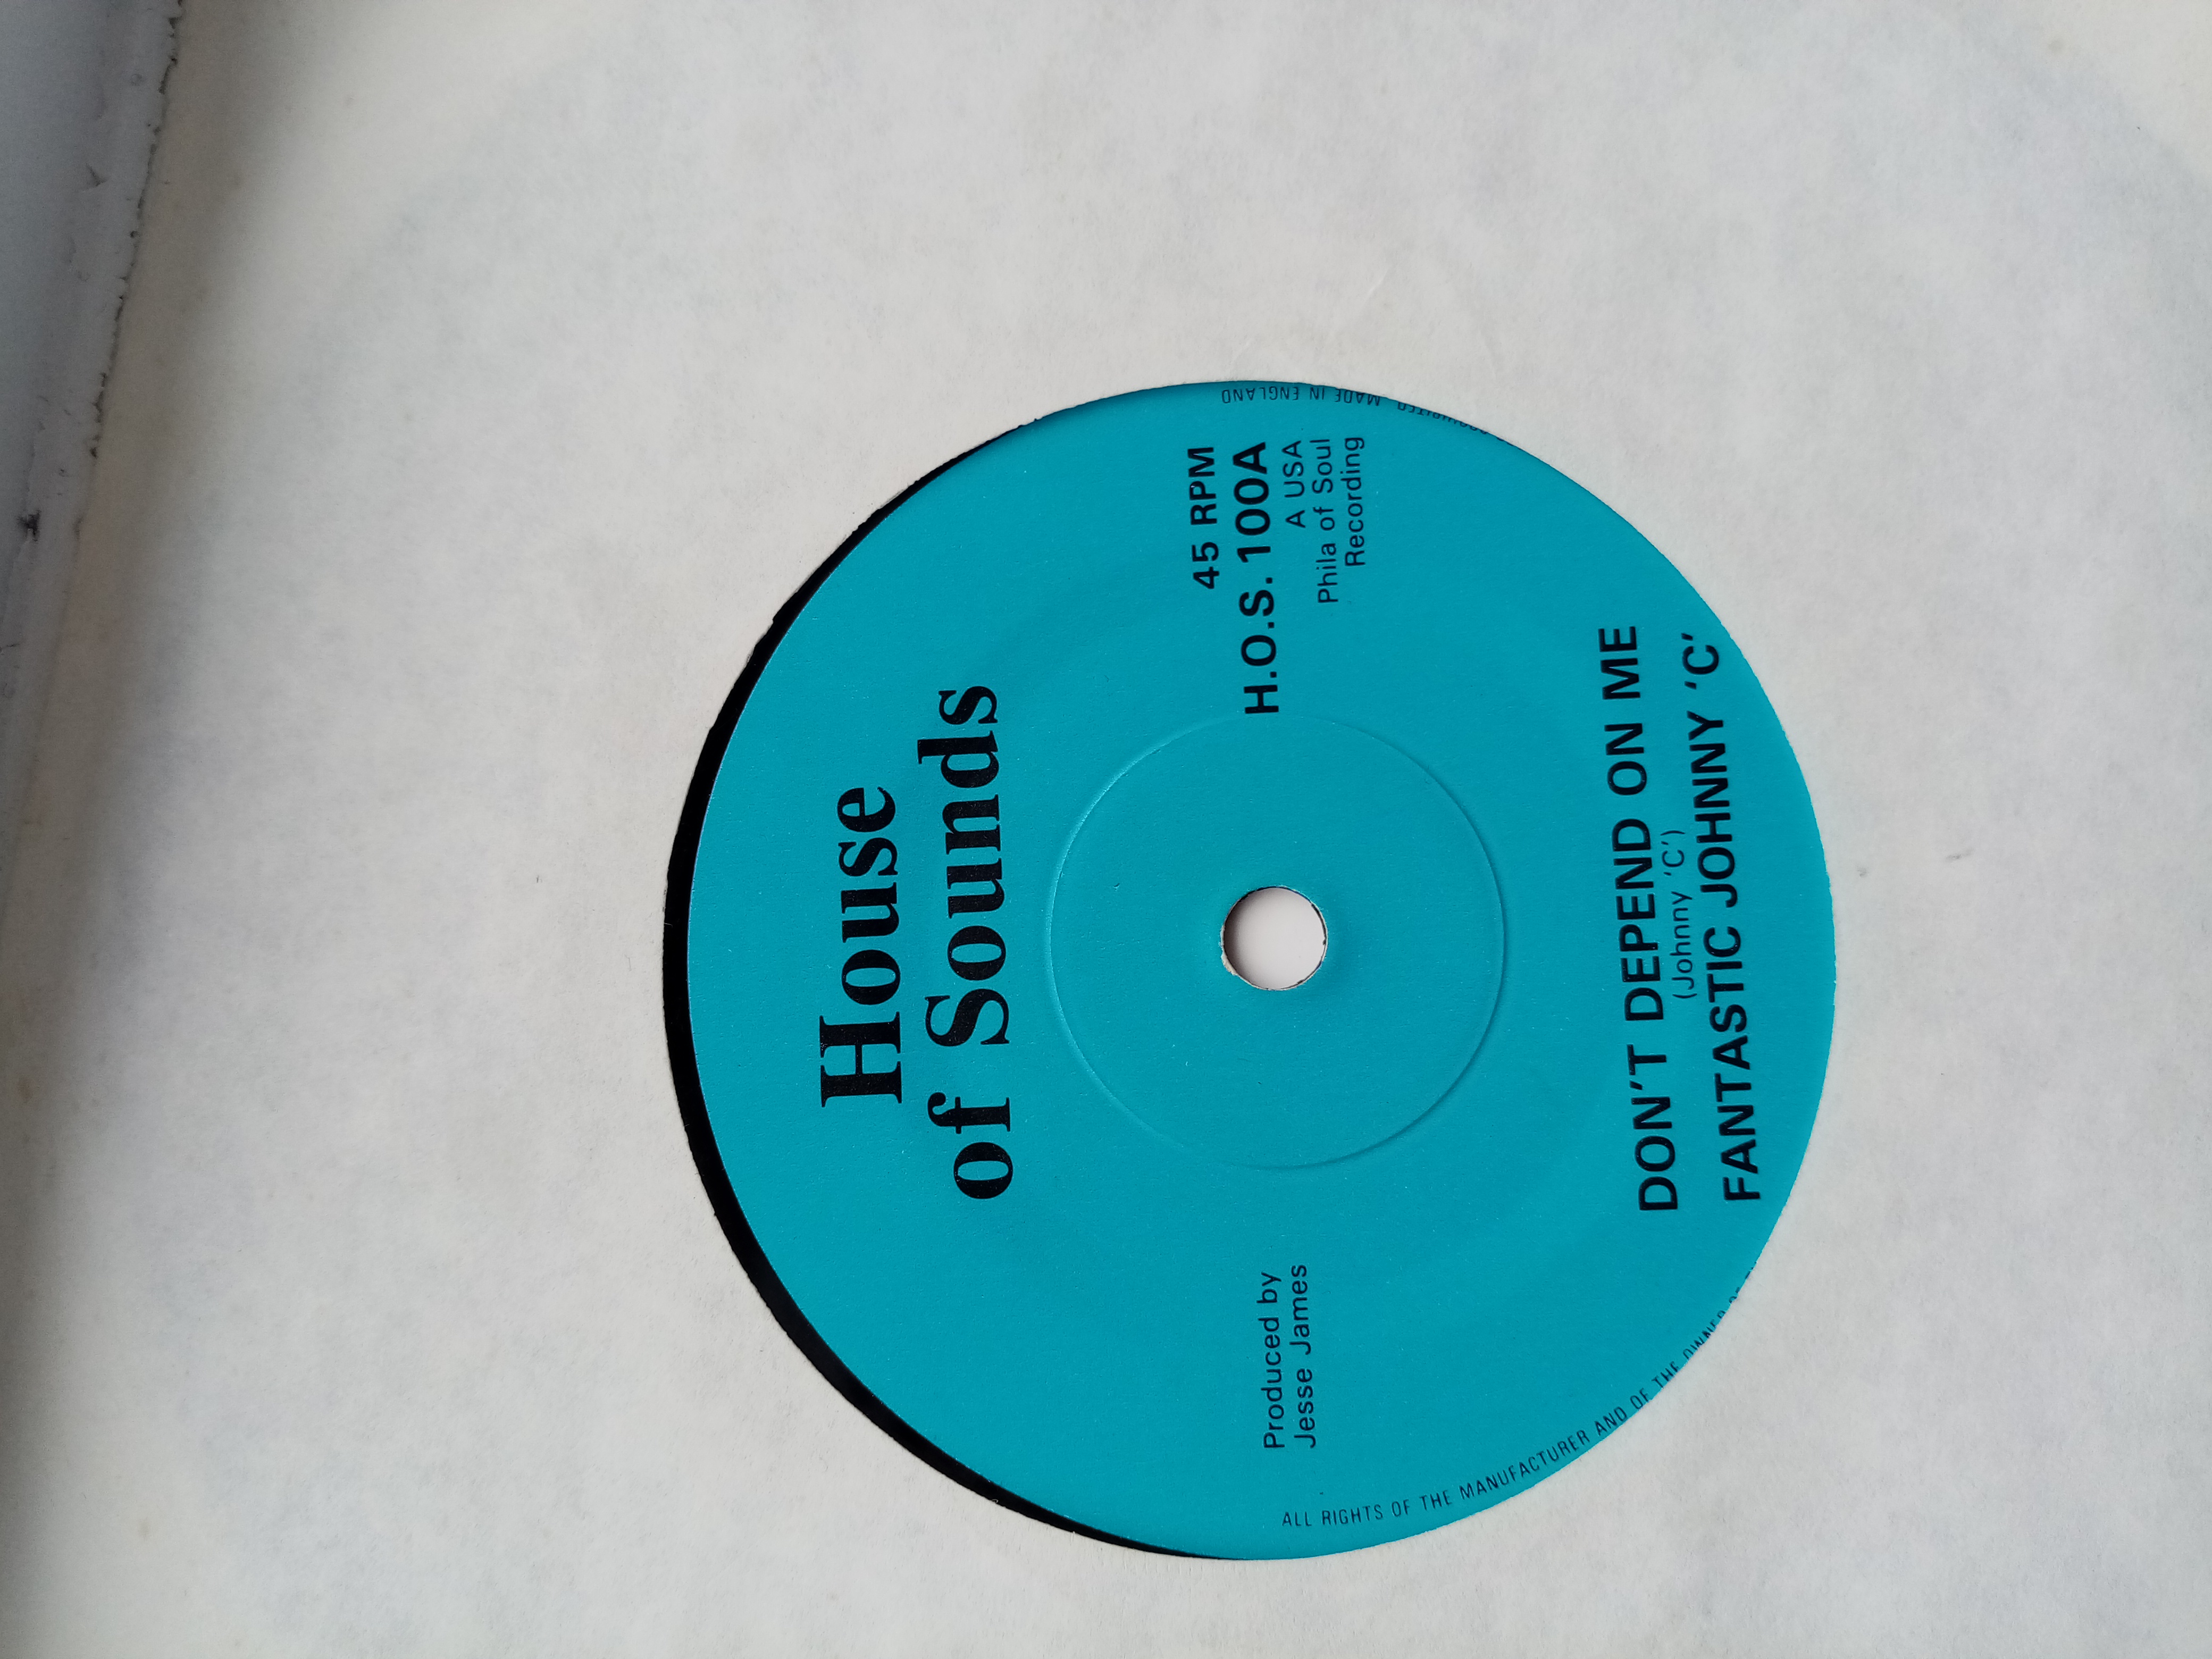 House
of Sounds
45 RPM
H.O.S. 100A
A USA
Phila of Soul
Recording
Produced by
Jesse James
DON'T DEPEND ON ME
(Johnny 'C')
FANTASTIC JOHNNY 'C'
ALL RIGHTS OF THE MANUFACTURER AND OF THE OWNER
MADE IN ENGLAND